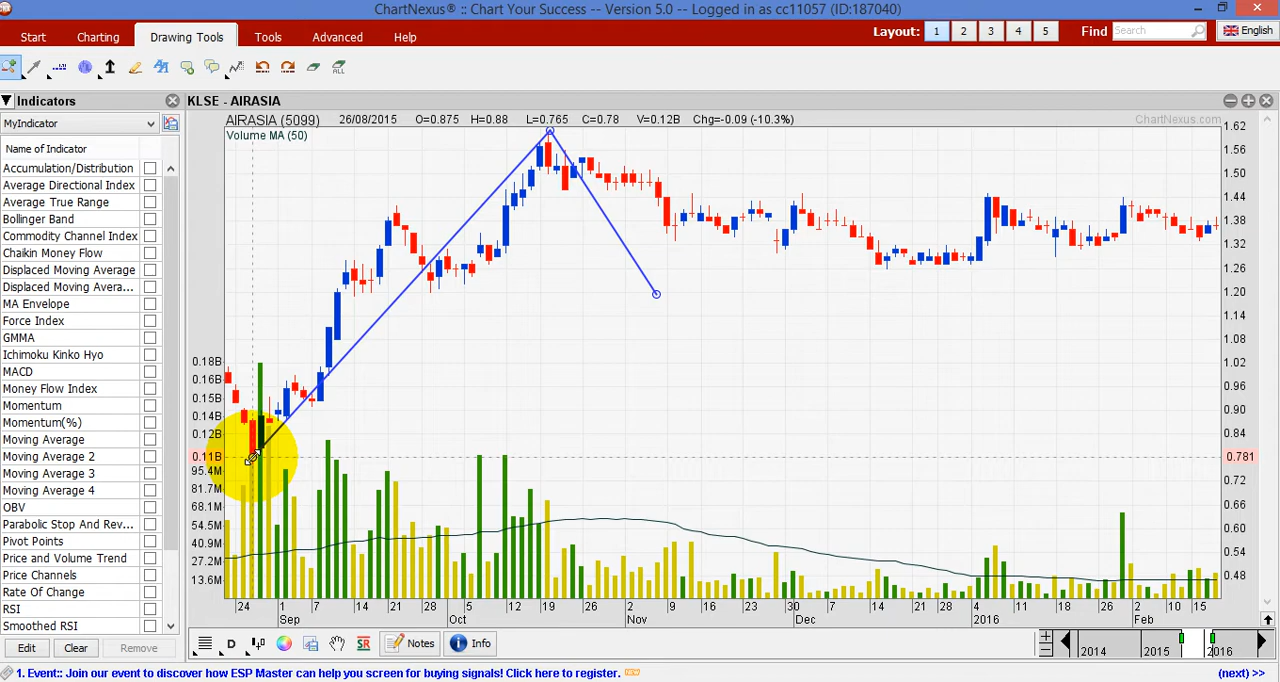 ChartNexus® :: Chart Your Success -- Version 5.0 -- Logged in as cc11057 (ID:187040)
Start Charting Drawing Tools Tools Advanced Help Layout: 1 2 3 4 5 Find Search English
ALL
Indicators
KLSE - AIRASIA
MyIndicator
AIRASIA (5099) 26/08/2015 O=0.875 H=0.88 L=0.765 C=0.78 V=0.12B Chg=-0.09 (-10.3%) ChartNexus.com
Volume MA (50)
Name of Indicator
Accumulation/Distribution
Average Directional Index
Average True Range
Bollinger Band
Commodity Channel Index
Chaikin Money Flow
Displaced Moving Average
Displaced Moving Avera...
MA Envelope
Force Index
GMMA
Ichimoku Kinko Hyo
MACD
Money Flow Index
Momentum
Momentum(%)
Moving Average
Moving Average 2
Moving Average 3
Moving Average 4
OBV
Parabolic Stop And Rev...
Pivot Points
Price and Volume Trend
Price Channels
Rate Of Change
RSI
Smoothed RSI
Edit Clear Remove
0.18B
0.16B
0.15B
0.14B
0.12B
0.11B
95.4M
81.7M
68.1M
54.5M
40.9M
27.2M
13.6M
1.62
1.56
1.50
1.44
1.38
1.32
1.26
1.20
1.14
1.08
1.02
0.96
0.90
0.84
0.781
0.72
0.66
0.60
0.54
0.48
24 1 7 14 21 28 5 12 19 26 2 9 16 23 30 7 14 21 28 4 11 18 26 2 10 15
Sep Oct Nov Dec 2016 Feb
D SR Notes Info 2014 2015 2016
1. Event:: Join our event to discover how ESP Master can help you screen for buying signals! Click here to register. NEW (next) >>